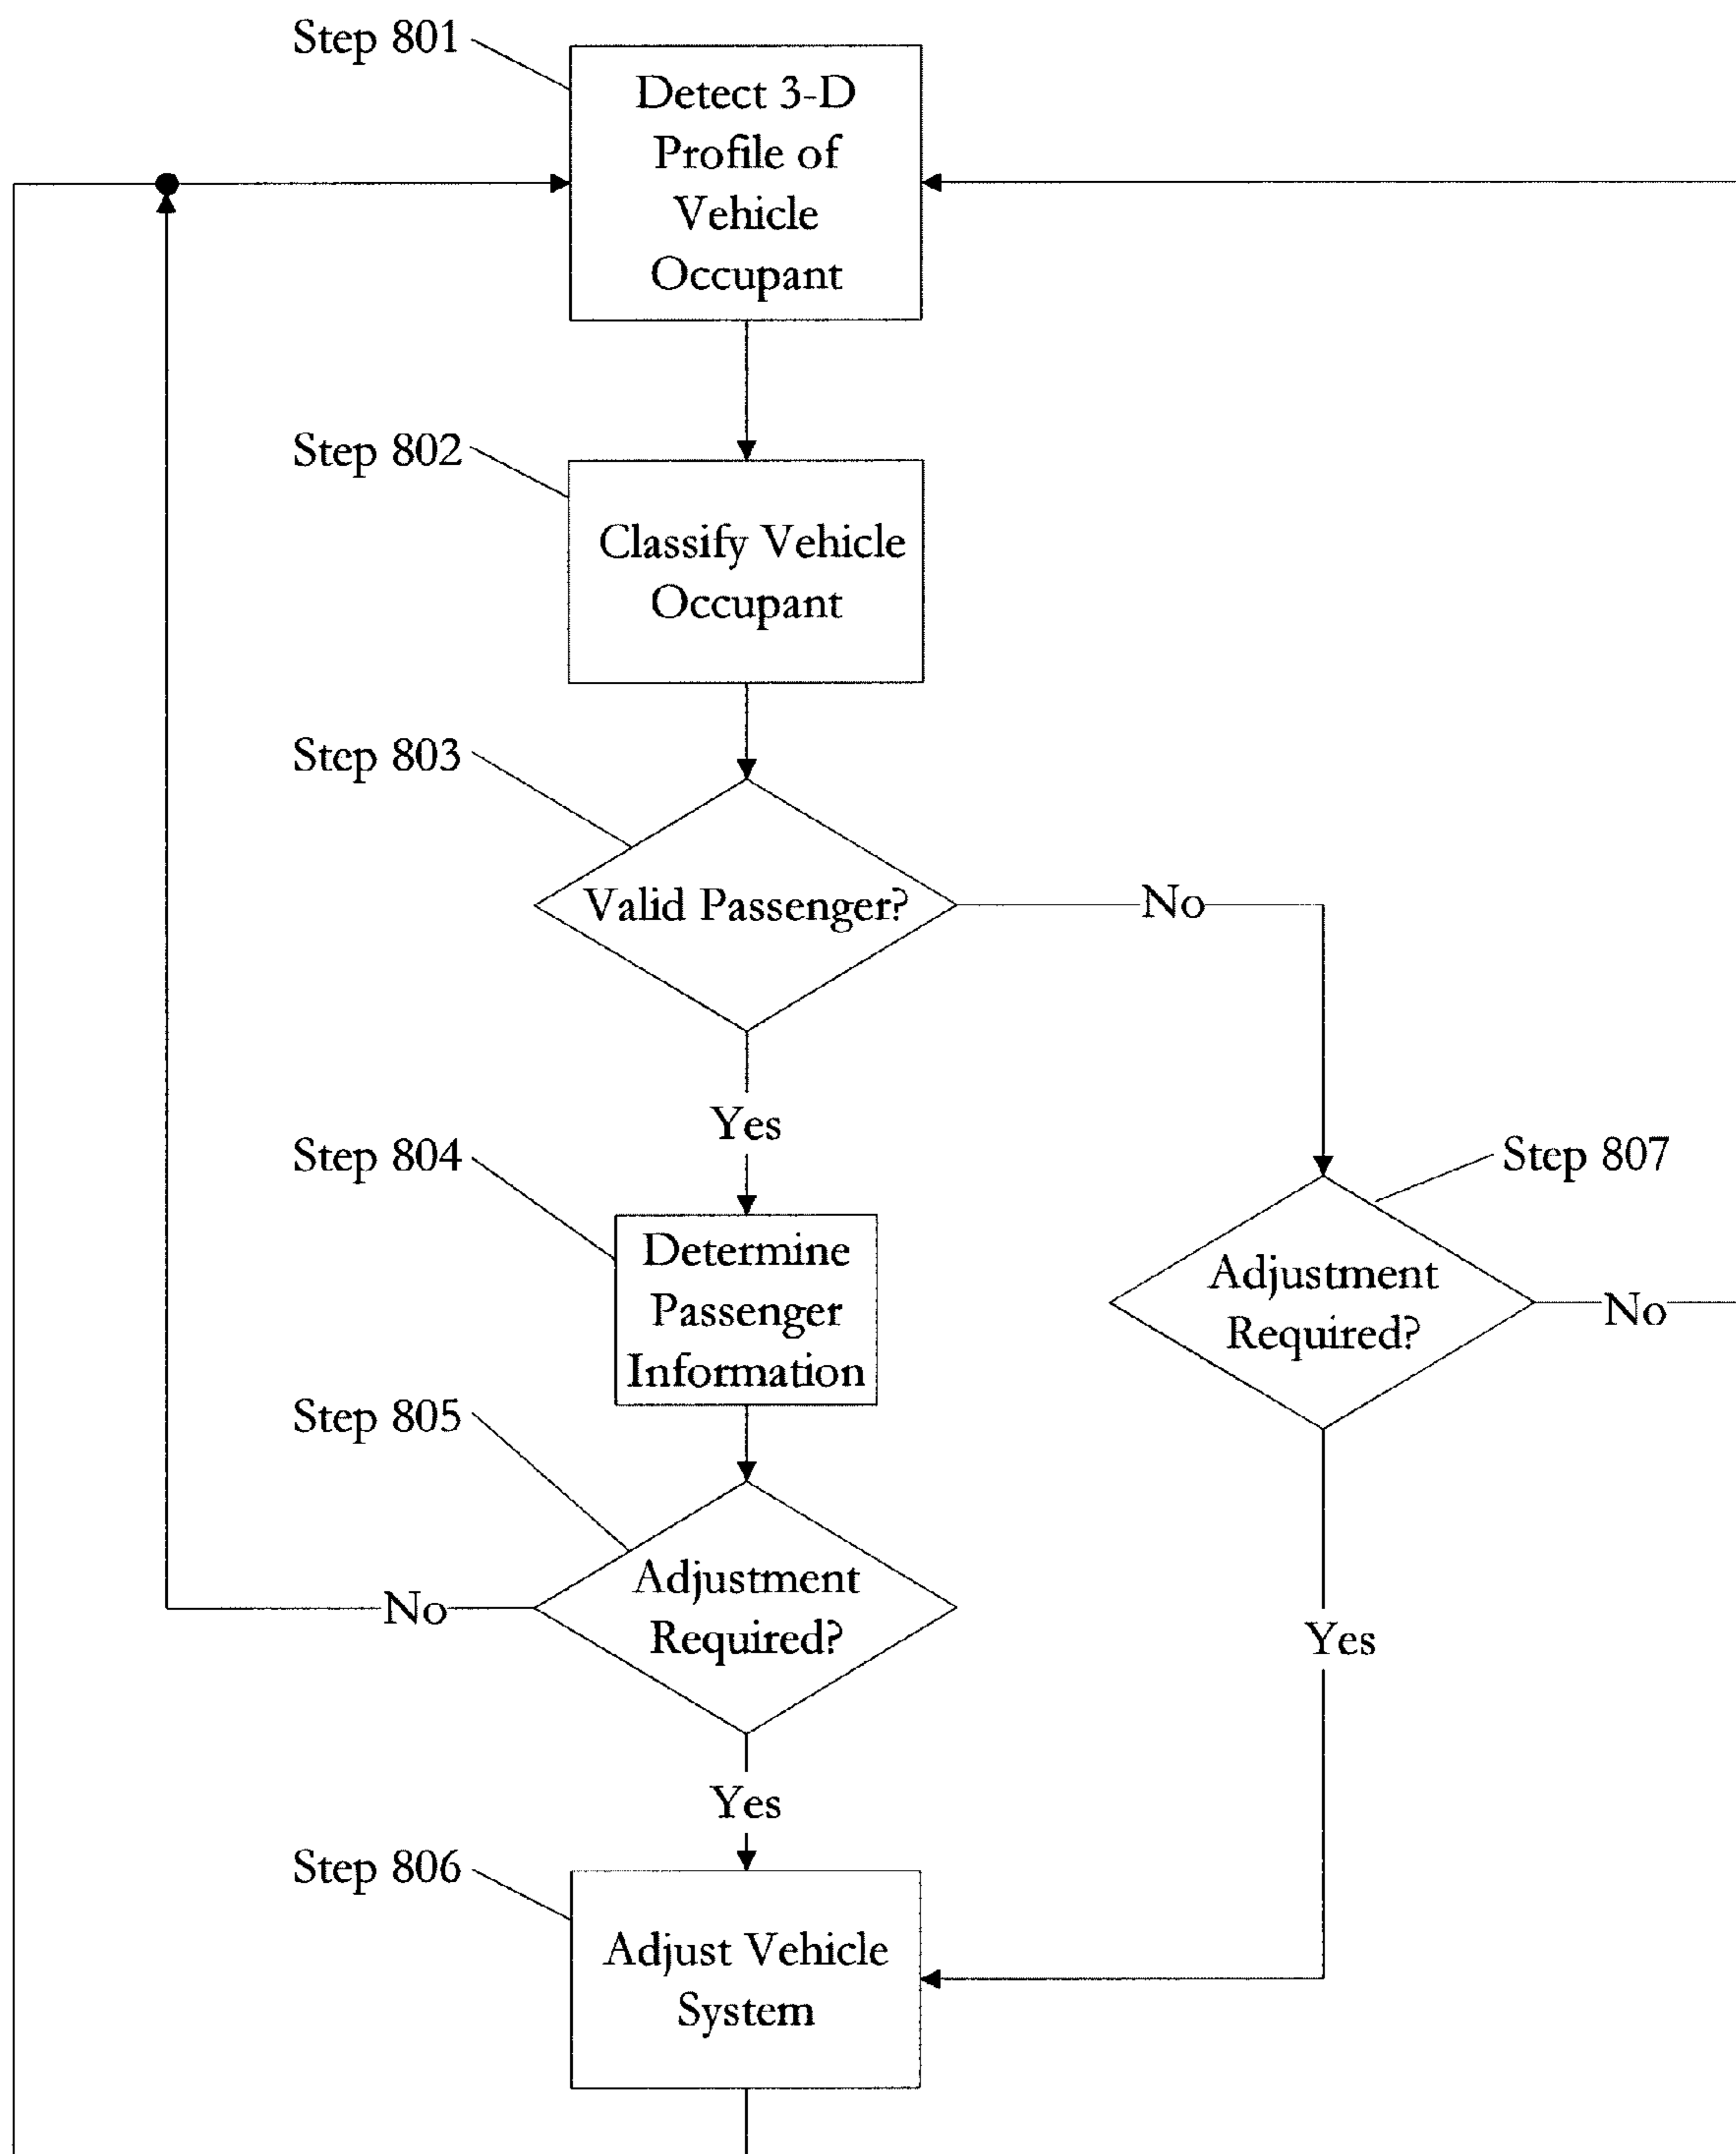 Step 801
Detect 3-D
Profile of
Vehicle
Occupant
Step 802
Classify Vehicle
Occupant
Step 803
Valid Passenger?
No
Yes
Step 804
Determine
Passenger
Information
Step 807
Adjustment
Required?
No
Step 805
Adjustment
Required?
No
Yes
Yes
Step 806
Adjust Vehicle
System